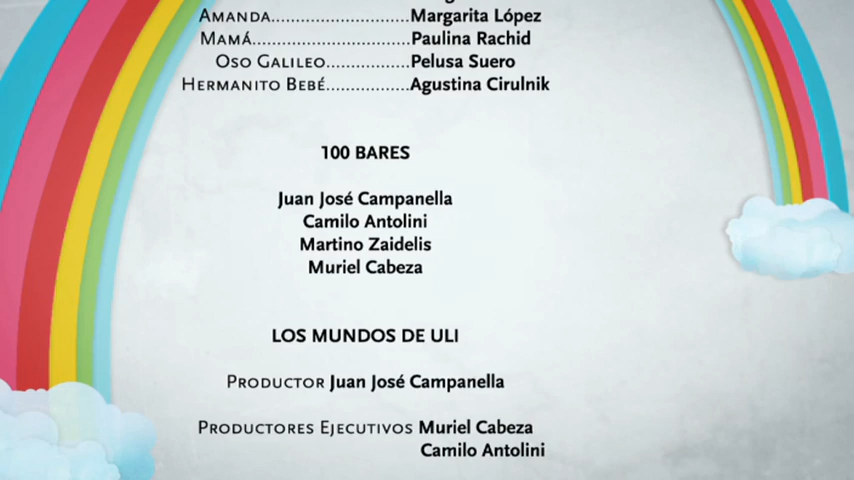 AMANDA..........................Margarita López
MAMÁ..............................Paulina Rachid
OSO GALILEO................Pelusa Suero
HERMANITO BEBÉ................Agustina Cirulnik
100 BARES
Juan José Campanella
Camilo Antolini
Martino Zaidelis
Muriel Cabeza
LOS MUNDOS DE ULI
PRODUCTOR Juan José Campanella
PRODUCTORES EJECUTIVOS Muriel Cabeza
Camilo Antolini